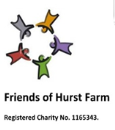 Friends of Hurst Farm
Registered Charity No. 1165343.